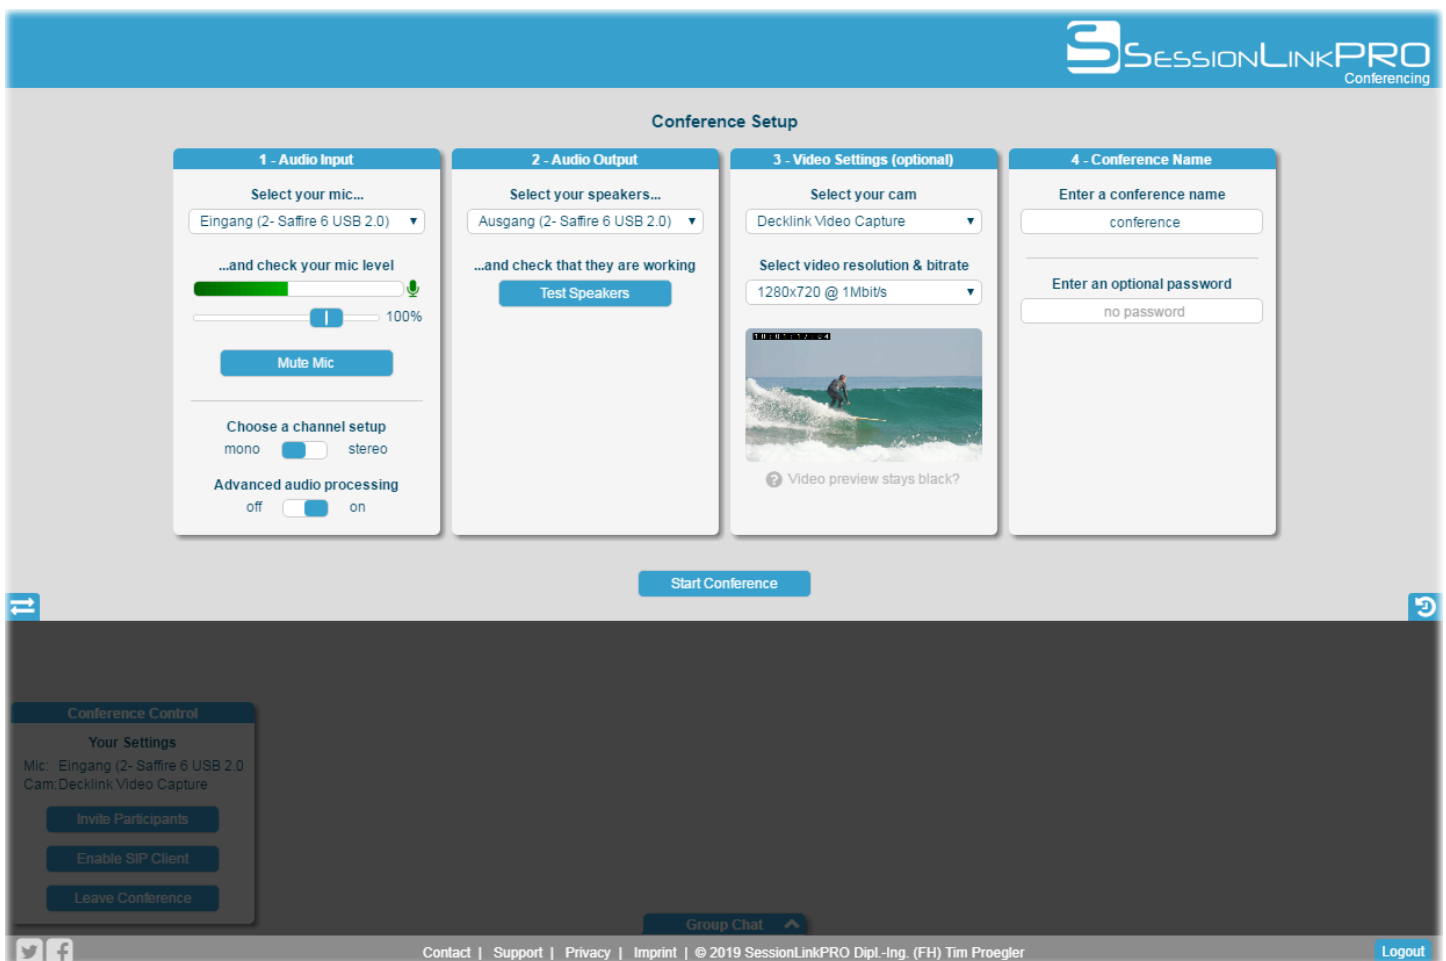 SESSIONLINKPRO
Conferencing
Conference Setup
1 - Audio Input
Select your mic...
Eingang (2- Saffire 6 USB 2.0)
...and check your mic level
100%
Mute Mic
Choose a channel setup
mono stereo
Advanced audio processing
off on
2 - Audio Output
Select your speakers...
Ausgang (2- Saffire 6 USB 2.0)
...and check that they are working
Test Speakers
3 - Video Settings (optional)
Select your cam
Decklink Video Capture
Select video resolution & bitrate
1280x720 @ 1Mbit/s
Video preview stays black?
4 - Conference Name
Enter a conference name
conference
Enter an optional password
no password
Start Conference
Conference Control
Your Settings
Mic: Eingang (2- Saffire 6 USB 2.0
Cam: Decklink Video Capture
Invite Participants
Enable SIP Client
Leave Conference
Group Chat
Contact | Support | Privacy | Imprint | © 2019 SessionLinkPRO Dipl.-Ing. (FH) Tim Proegler
Logout